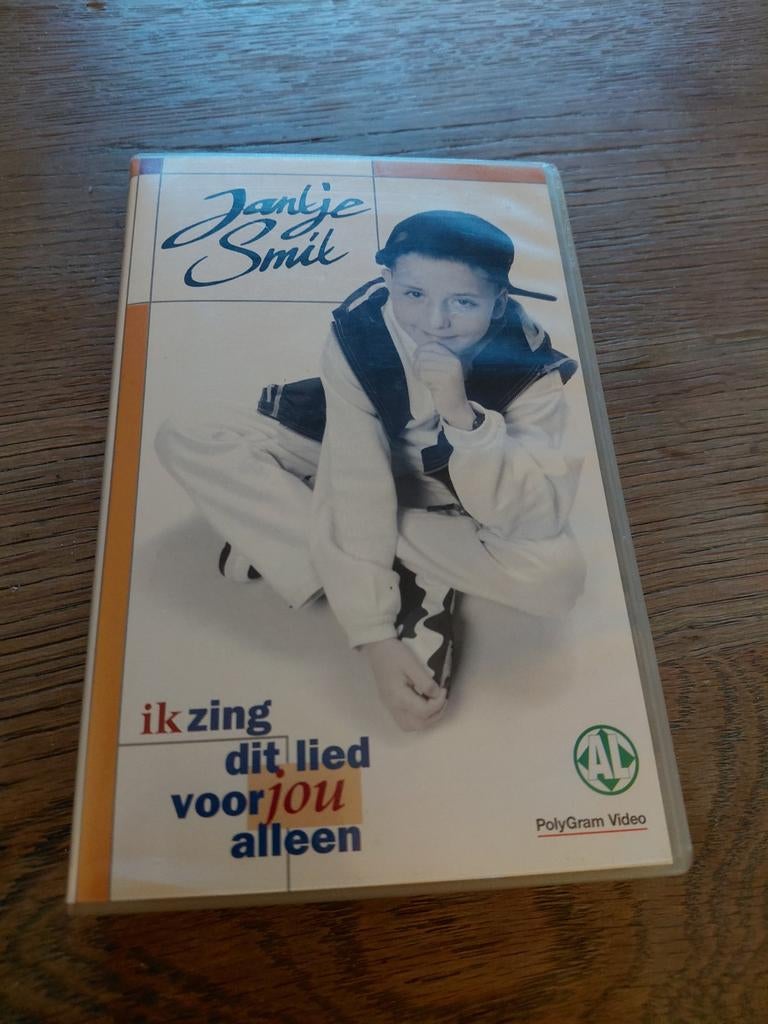 Jantje
Smit
ik zing
dit lied
voor jou
alleen
AL
PolyGram Video